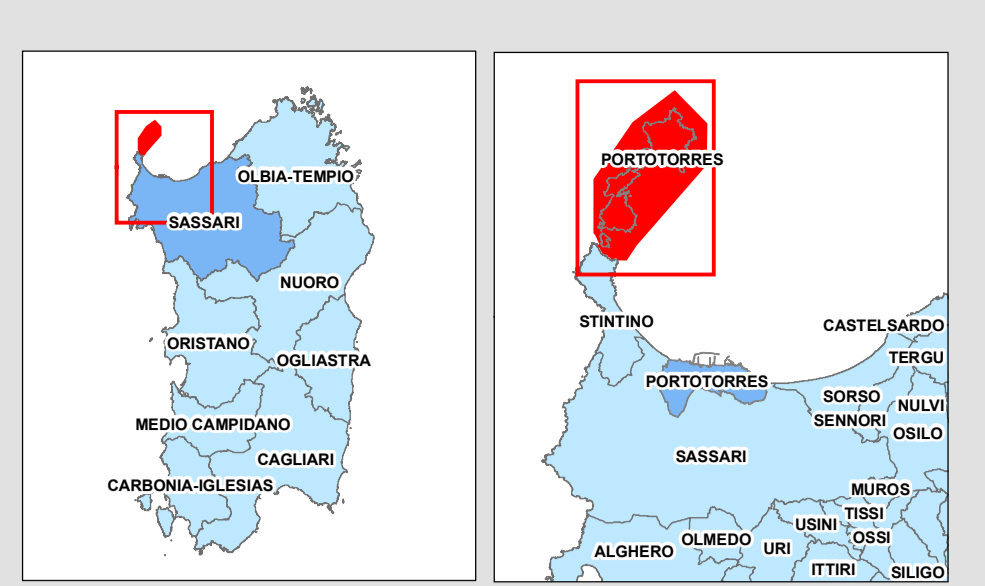 OLBIA-TEMPIO
SASSARI
NUORO
ORISTANO
OGLIASTRA
MEDIO CAMPIDANO
CAGLIARI
CARBONIA-IGLESIAS
PORTOTORRES
STINTINO
CASTELSARDO
TERGU
PORTOTORRES
SORSO
NULVI
SENNORI
OSILO
SASSARI
MUROS
TISSI
USINI
OSSI
OLMEDO
URI
ALGHERO
ITTIRI
SILIGO